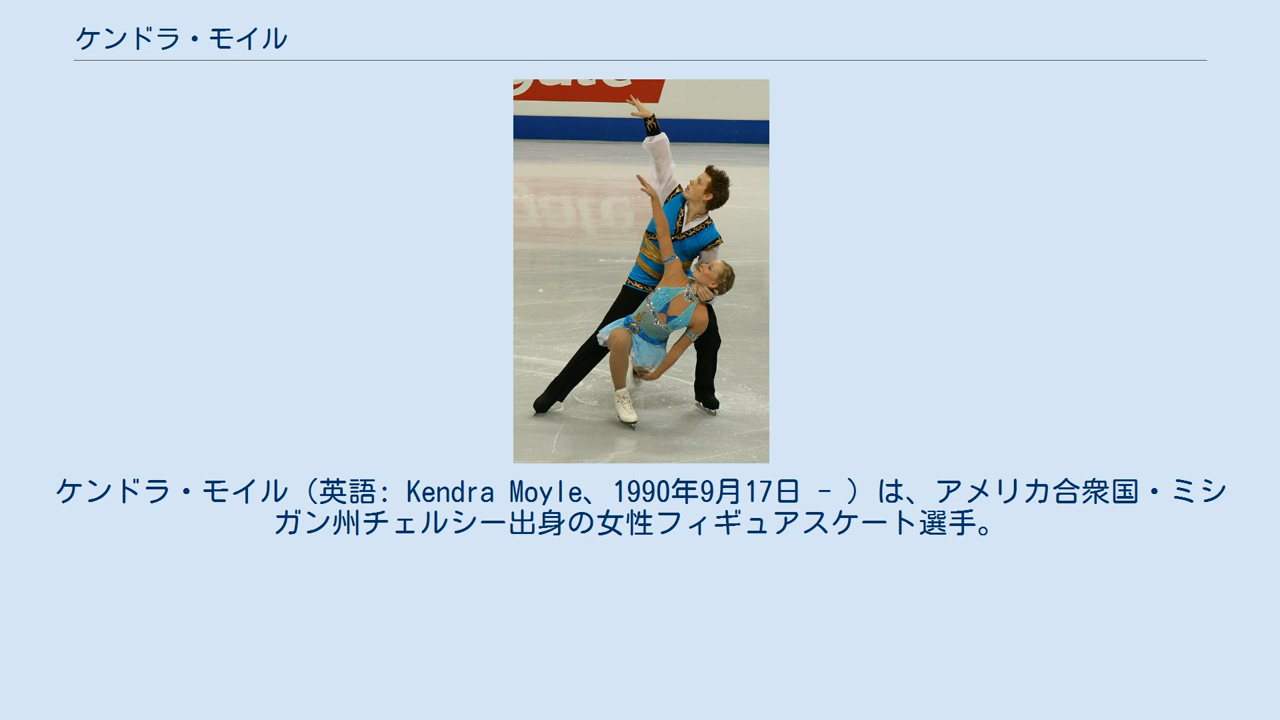 ケンドラ・モイル
ケンドラ・モイル（英語: Kendra Moyle、1990年9月17日 - ）は、アメリカ合衆国・ミシ
ガン州チェルシー出身の女性フィギュアスケート選手。